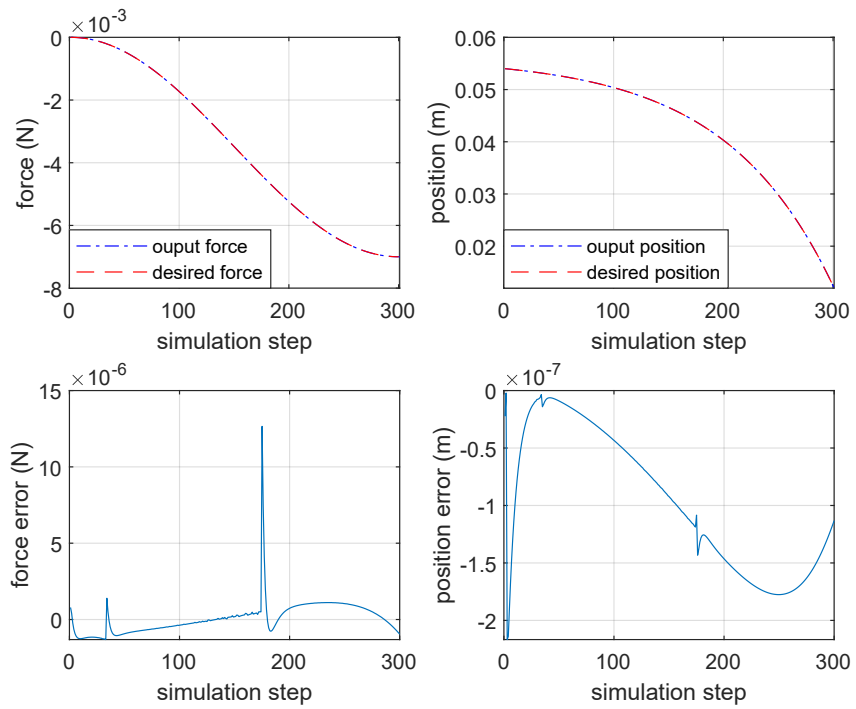 ×10⁻³
0
-2
-4
-6
-8
force (N)
ouput force
desired force
0 100 200 300
simulation step
0.06
0.05
0.04
0.03
0.02
position (m)
ouput position
desired position
0 100 200 300
simulation step
×10⁻⁶
15
10
5
0
force error (N)
0 100 200 300
simulation step
×10⁻⁷
0
-0.5
-1
-1.5
-2
position error (m)
0 100 200 300
simulation step